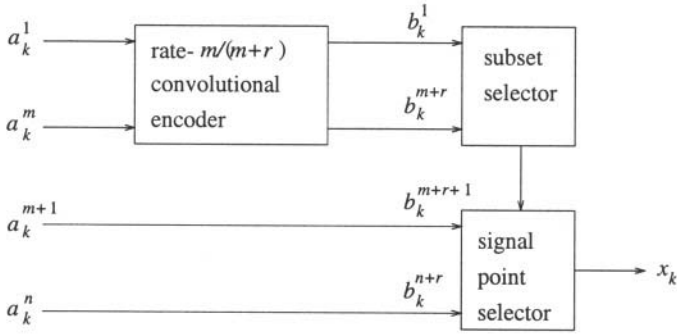 a_k^1
rate- m/(m+r)
convolutional
encoder
b_k^1
subset
selector
a_k^m
b_k^{m+r}
a_k^{m+1}
b_k^{m+r+1}
signal
point
selector
x_k
a_k^n
b_k^{n+r}